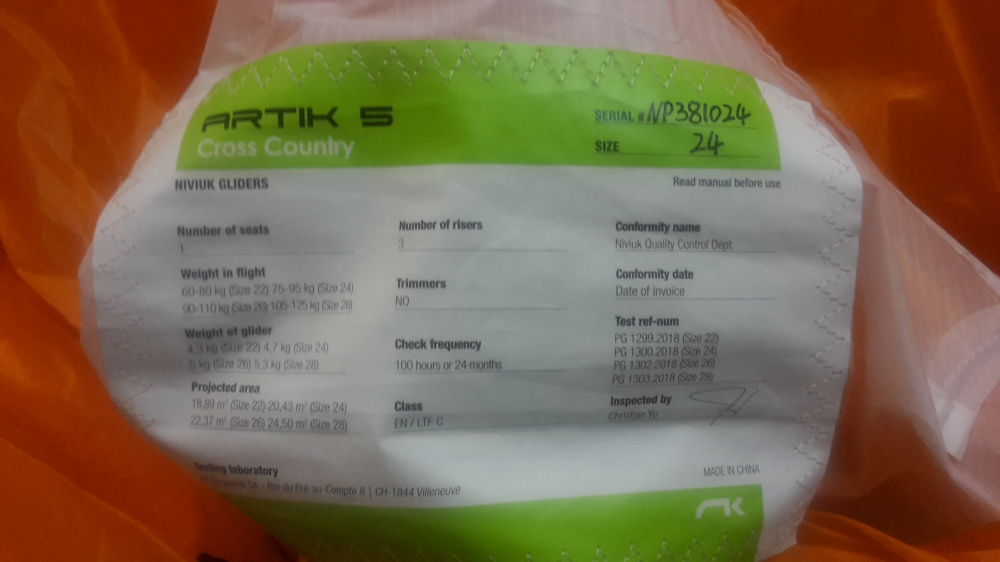 ARTIK 5
Cross Country
SERIAL # NP381024
SIZE 24
NIVIUK GLIDERS
Read manual before use
Number of seats
1
Weight in flight
60-80 kg (Size 22) 75-95 kg (Size 24)
90-110 kg (Size 26) 105-125 kg (Size 28)
Weight of glider
4,3 kg (Size 22) 4,7 kg (Size 24)
5 kg (Size 26) 5,3 kg (Size 28)
Projected area
18,89 m² (Size 22) 20,43 m² (Size 24)
22,37 m² (Size 26) 24,50 m² (Size 28)
Number of risers
3
Trimmers
NO
Check frequency
100 hours or 24 months
Class
EN / LTF C
Conformity name
Niviuk Quality Control Dept.
Conformity date
Date of invoice
Test ref-num
PG 1299.2018 (Size 22)
PG 1300.2018 (Size 24)
PG 1302.2018 (Size 26)
PG 1303.2018 (Size 28)
Inspected by
Christian Yu
Testing laboratory
SA - Rte du Pré-au-Compte 8 | CH-1844 Villeneuve
MADE IN CHINA